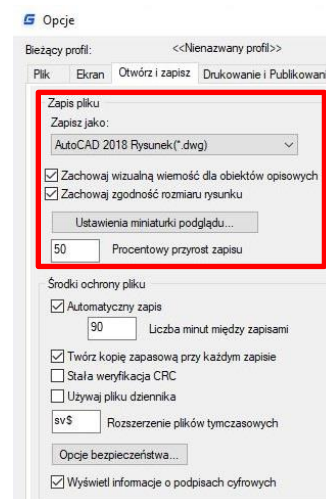 Opcje
Bieżący profil: <<Nienazwany profil>>
Plik Ekran Otwórz i zapisz Drukowanie i Publikowani
Zapis pliku
Zapisz jako:
AutoCAD 2018 Rysunek(*.dwg)
Zachowaj wizualną wierność dla obiektów opisowych
Zachowaj zgodność rozmiaru rysunku
Ustawienia miniaturki podglądu...
50 Procentowy przyrost zapisu
Środki ochrony pliku
Automatyczny zapis
90 Liczba minut między zapisami
Twórz kopię zapasową przy każdym zapisie
Stała weryfikacja CRC
Używaj pliku dziennika
sv$ Rozszerzenie plików tymczasowych
Opcje bezpieczeństwa...
Wyświetl informacje o podpisach cyfrowych